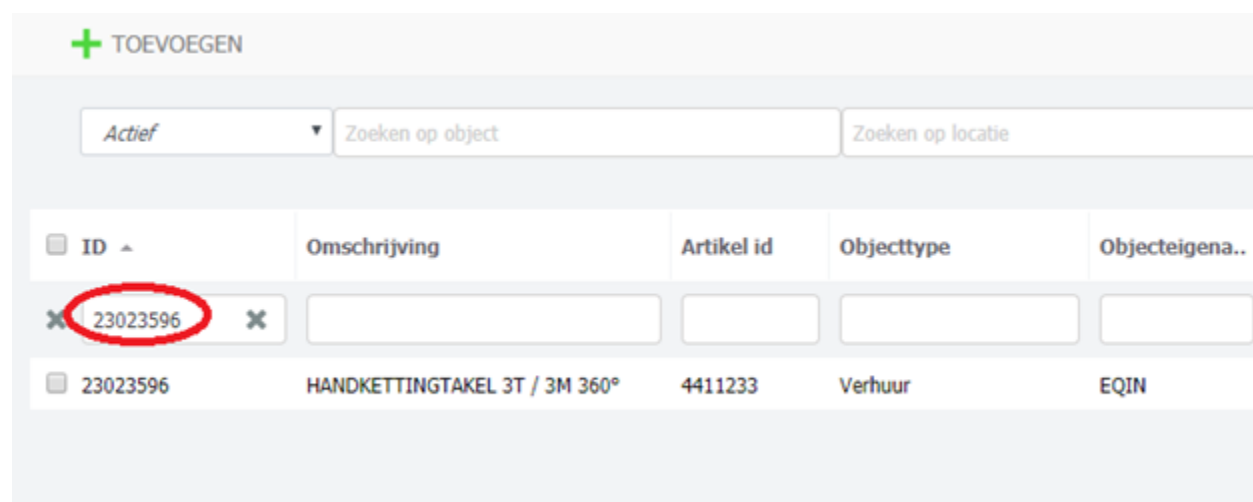 TOEVOEGEN
Actief Zoeken op object Zoeken op locatie
ID Omschrijving Artikel id Objecttype Objecteigena..
23023596
23023596 HANDKETTINGTAKEL 3T / 3M 360° 4411233 Verhuur EQIN